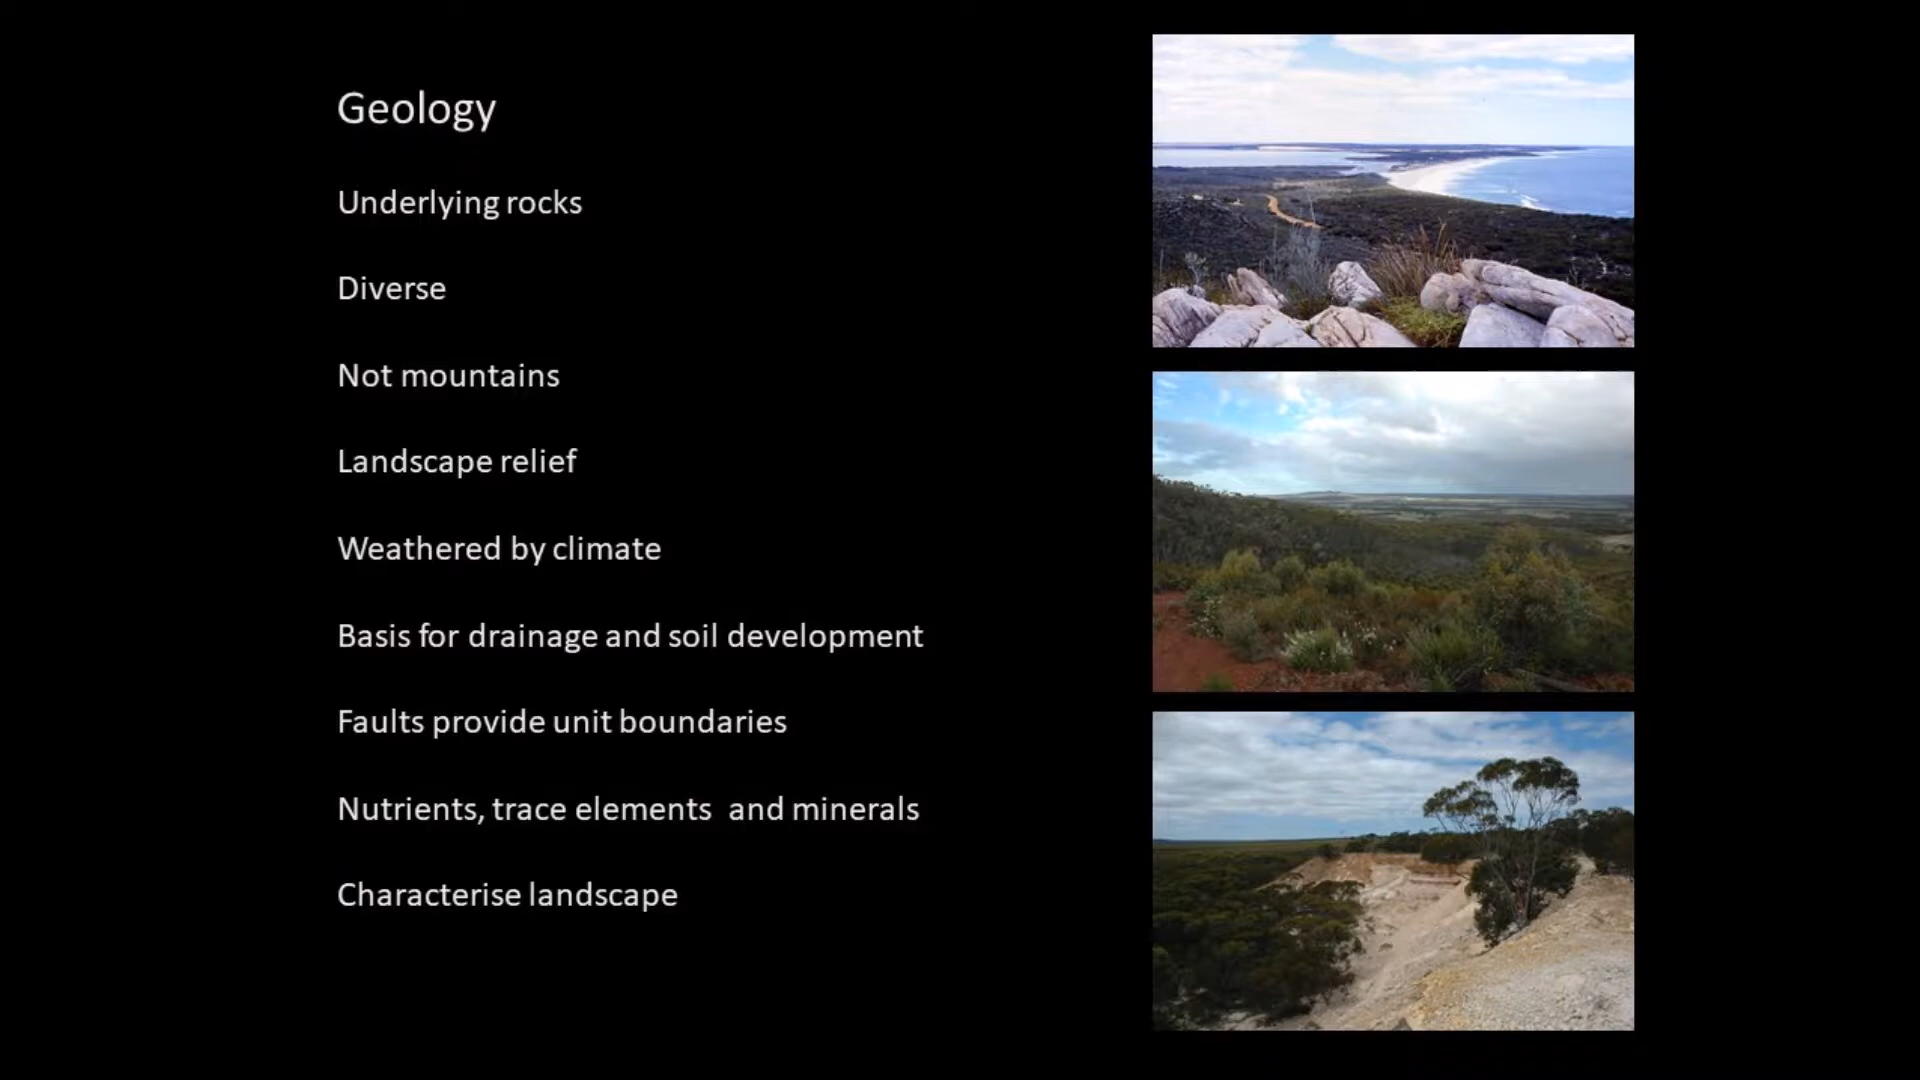 Geology
Underlying rocks
Diverse
Not mountains
Landscape relief
Weathered by climate
Basis for drainage and soil development
Faults provide unit boundaries
Nutrients, trace elements  and minerals
Characterise landscape